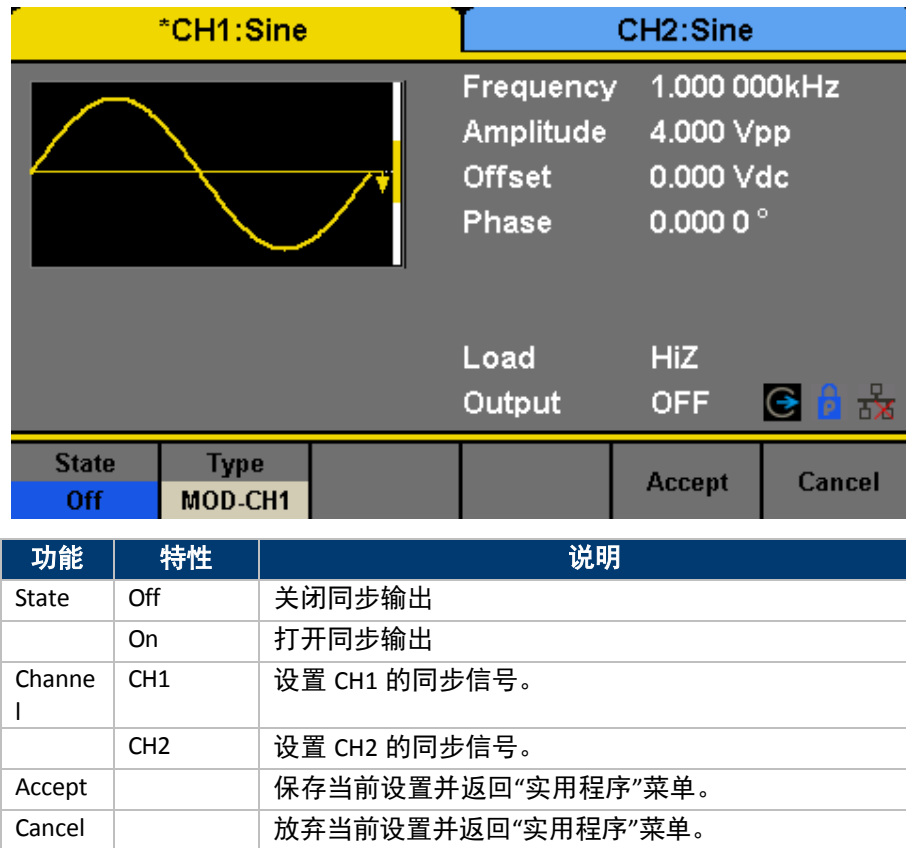 *CH1:Sine
CH2:Sine
Frequency 1.000 000kHz
Amplitude 4.000 Vpp
Offset 0.000 Vdc
Phase 0.000 0 °
Load HiZ
Output OFF P
State Type Accept Cancel
Off MOD-CH1
功能 特性 说明
State Off 关闭同步输出
On 打开同步输出
Channe CH1 设置 CH1 的同步信号。
l
CH2 设置 CH2 的同步信号。
Accept 保存当前设置并返回“实用程序”菜单。
Cancel 放弃当前设置并返回“实用程序”菜单。